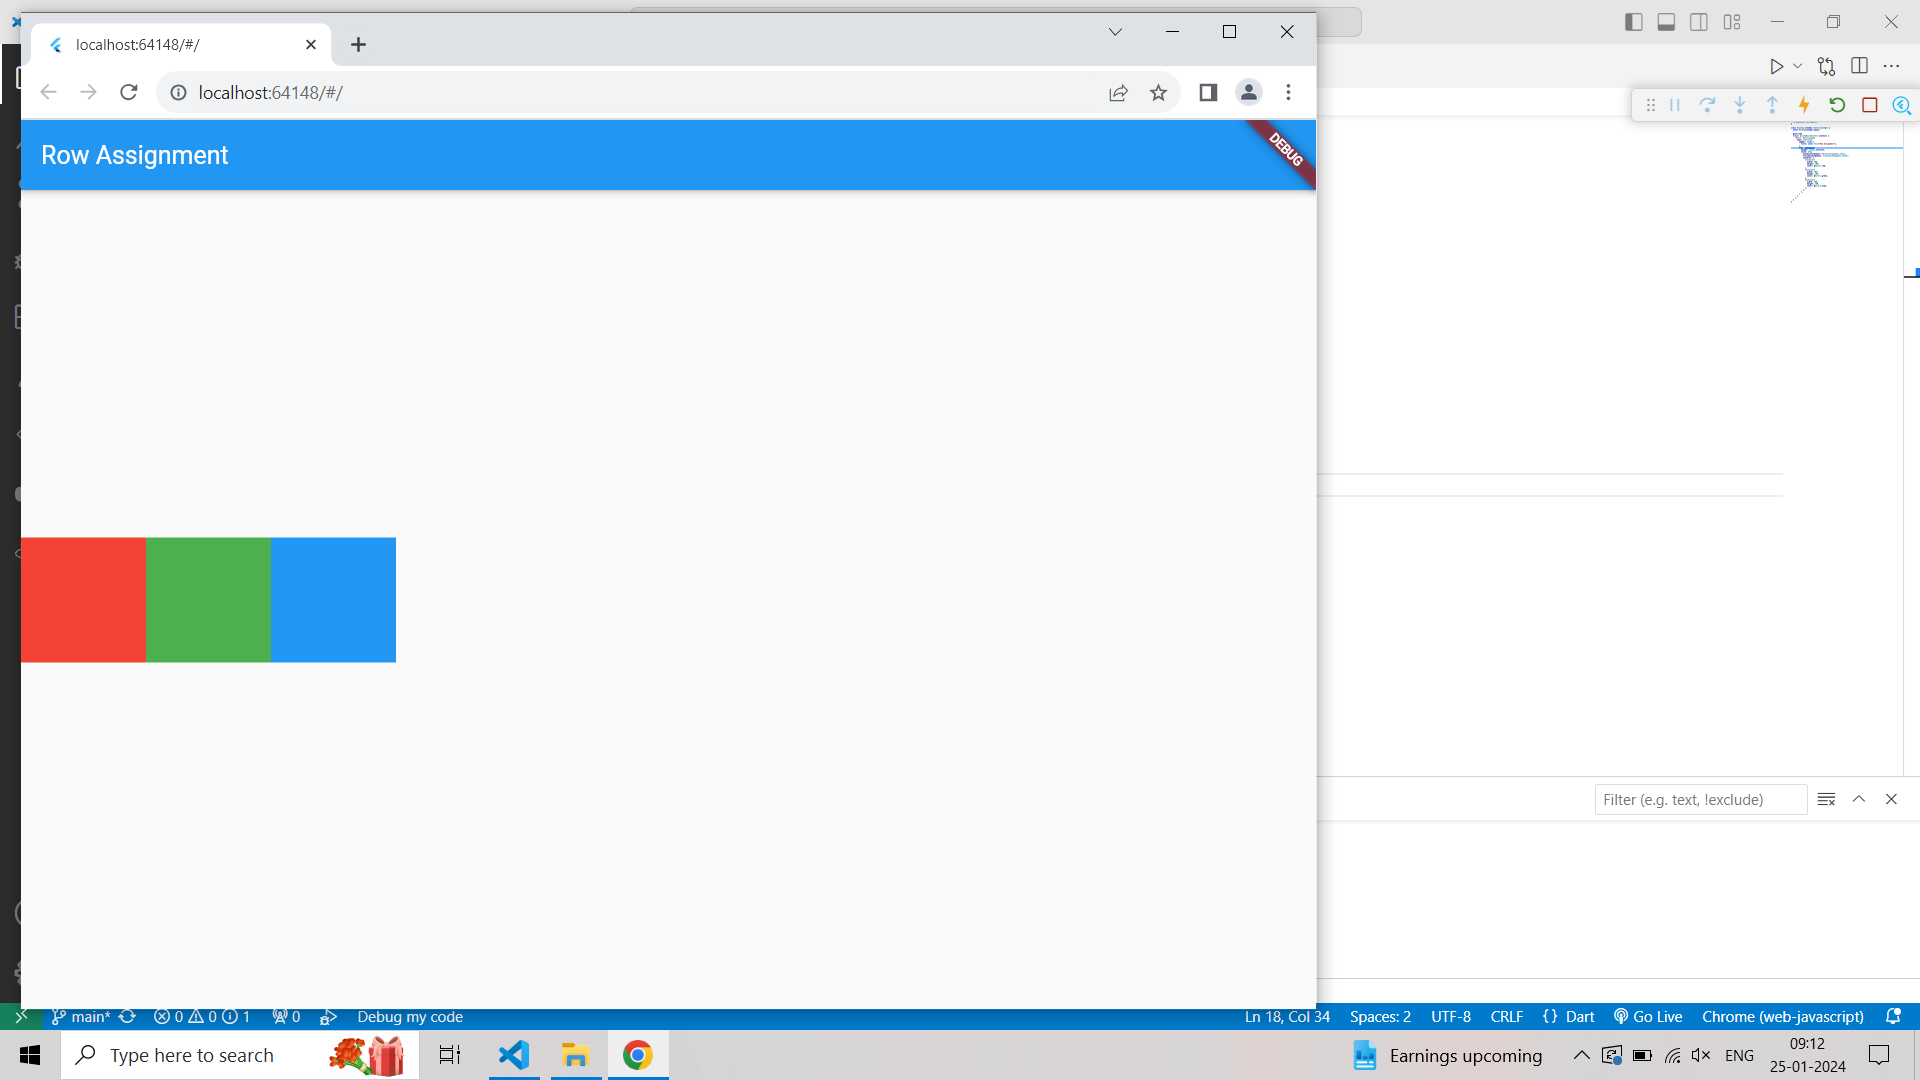 localhost:64148/#/
localhost:64148/#/
Row Assignment
DEBUG
Filter (e.g. text, !exclude)
main* 0 0 1 0 Debug my code Ln 18, Col 34 Spaces: 2 UTF-8 CRLF {} Dart Go Live Chrome (web-javascript)
Type here to search
Earnings upcoming
ENG
09:12
25-01-2024